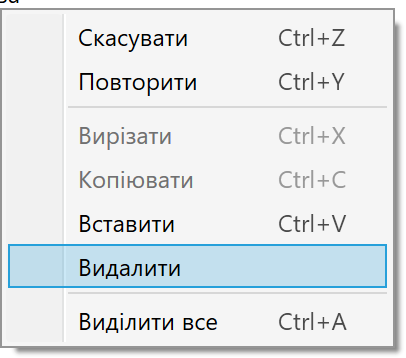 Скасувати Ctrl+Z
Повторити Ctrl+Y
Вирізати Ctrl+X
Копіювати Ctrl+C
Вставити Ctrl+V
Видалити
Виділити все Ctrl+A